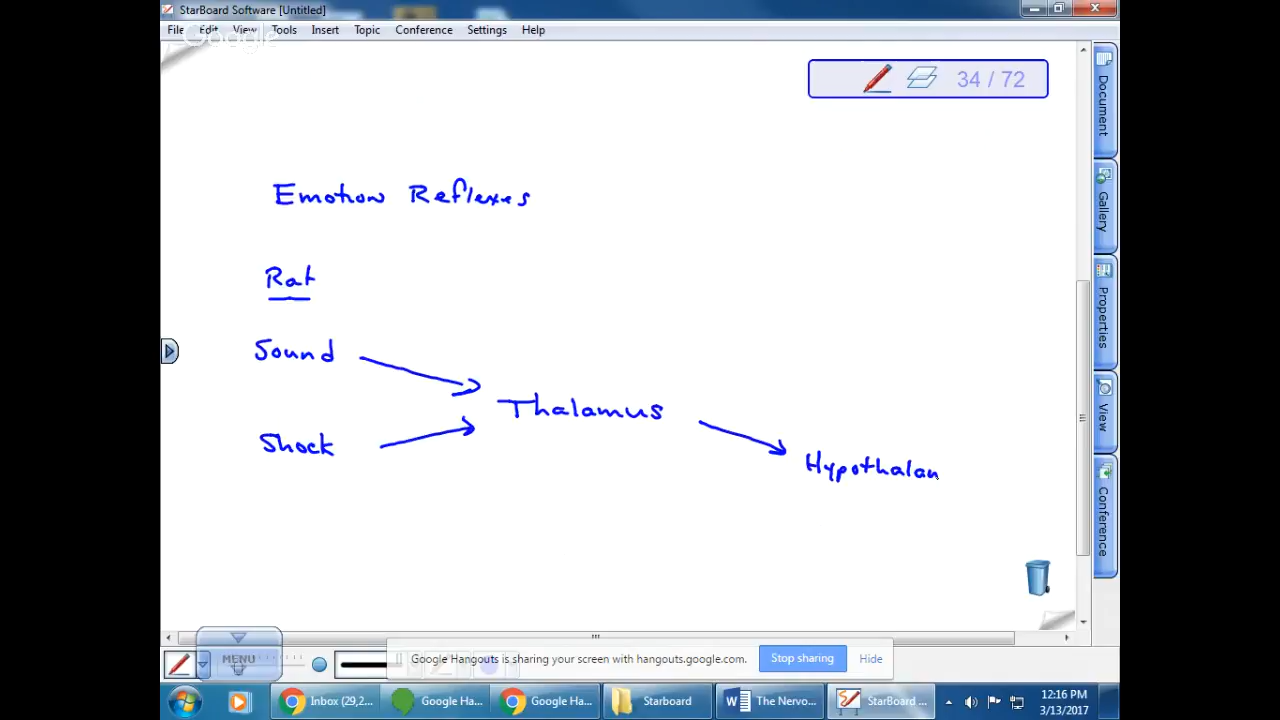 StarBoard Software [Untitled]
File Edit View Tools Insert Topic Conference Settings Help
Google
34 / 72
Document
Gallery
Properties
View
Conference
Emotion Reflexes
Rat
Sound
Thalamus
Shock
Hypothalam
MENU
Google Hangouts is sharing your screen with hangouts.google.com. Stop sharing Hide
Inbox (29,2... Google Ha... Google Ha... Starboard The Nervo... StarBoard ...
12:16 PM
3/13/2017